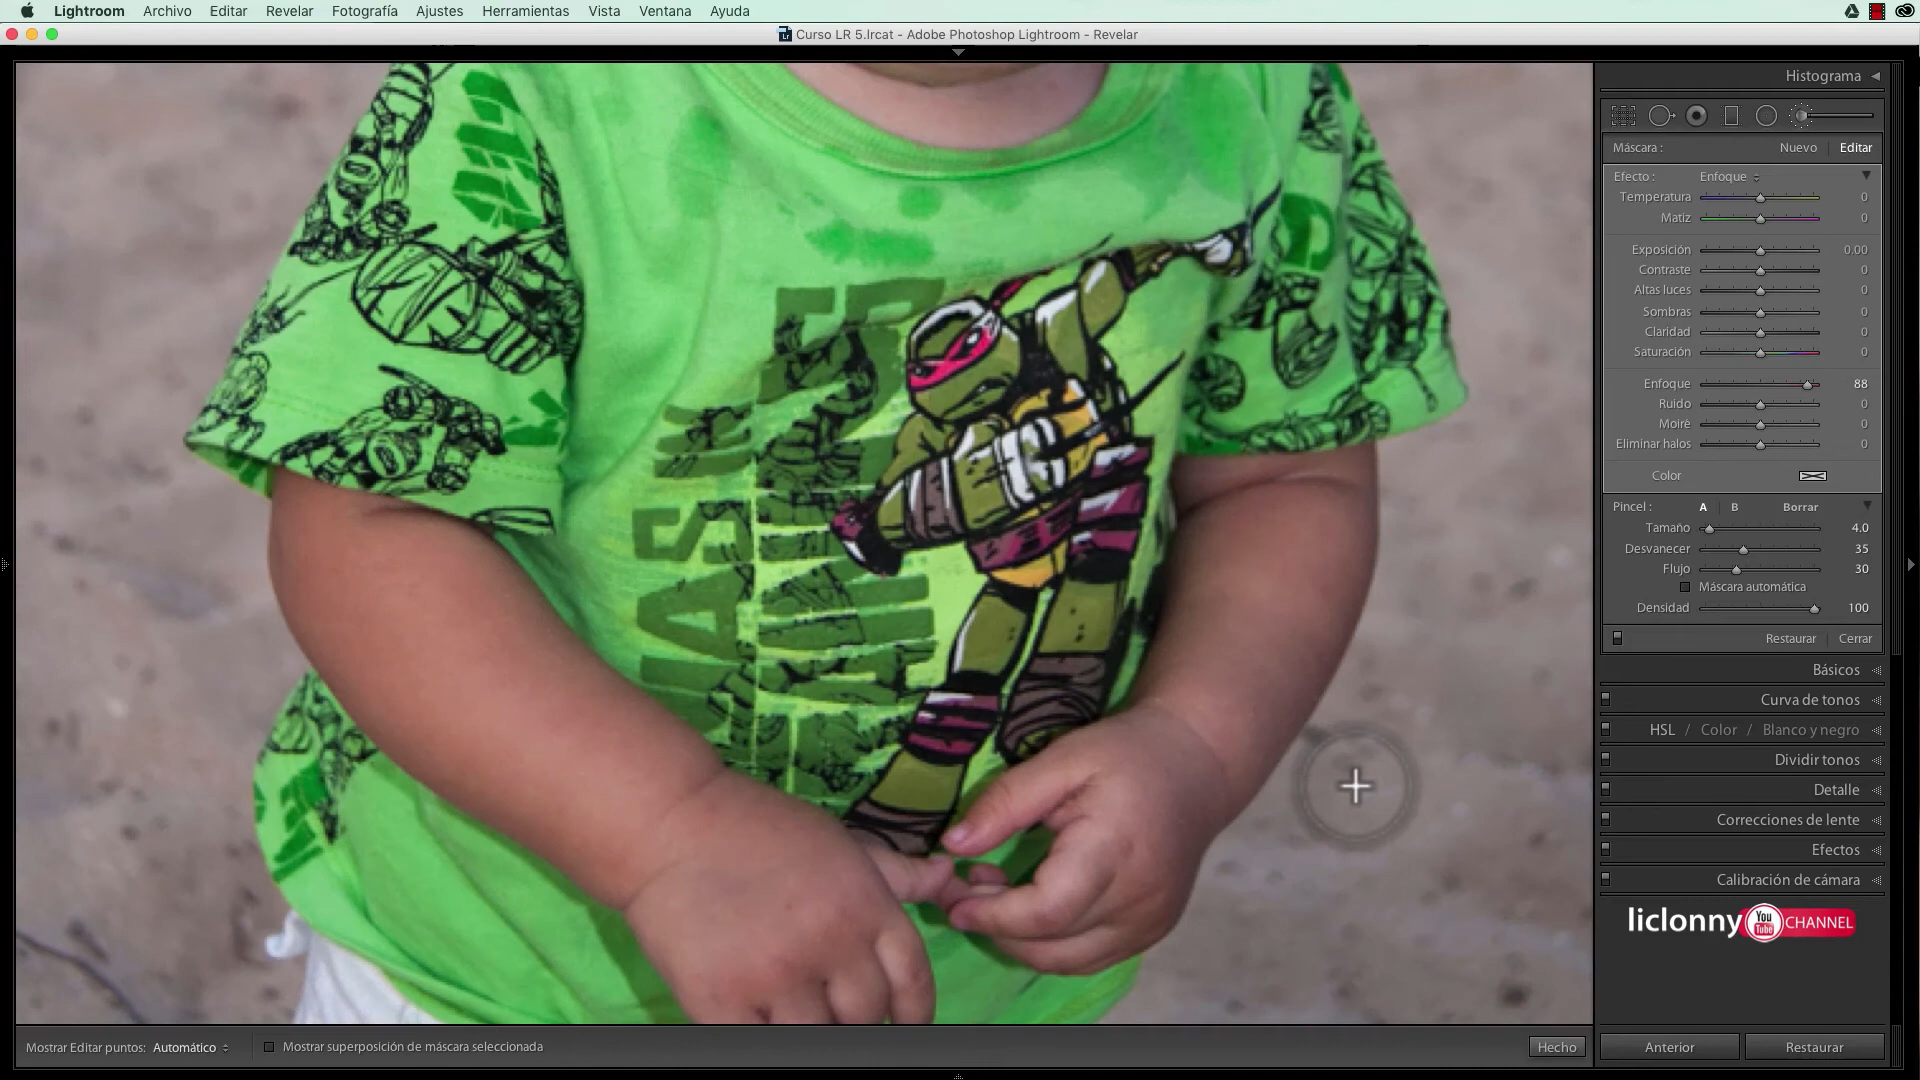 Lightroom Archivo Editar Revelar Fotografía Ajustes Herramientas Vista Ventana Ayuda
Curso LR 5.lrcat - Adobe Photoshop Lightroom - Revelar
Histograma
Máscara : Nuevo Editar
Efecto : Enfoque
Temperatura 0
Matiz 0
Exposición 0.00
Contraste 0
Altas luces 0
Sombras 0
Claridad 0
Saturación 0
Enfoque 88
Ruido 0
Moiré 0
Eliminar halos 0
Color
Pincel : A B Borrar
Tamaño 4.0
Desvanecer 35
Flujo 30
Máscara automática
Densidad 100
Restaurar Cerrar
Básicos
Curva de tonos
HSL / Color / Blanco y negro
Dividir tonos
Detalle
Correcciones de lente
Efectos
Calibración de cámara
liclonny You Tube CHANNEL
Mostrar Editar puntos: Automático Mostrar superposición de máscara seleccionada Hecho
Anterior Restaurar